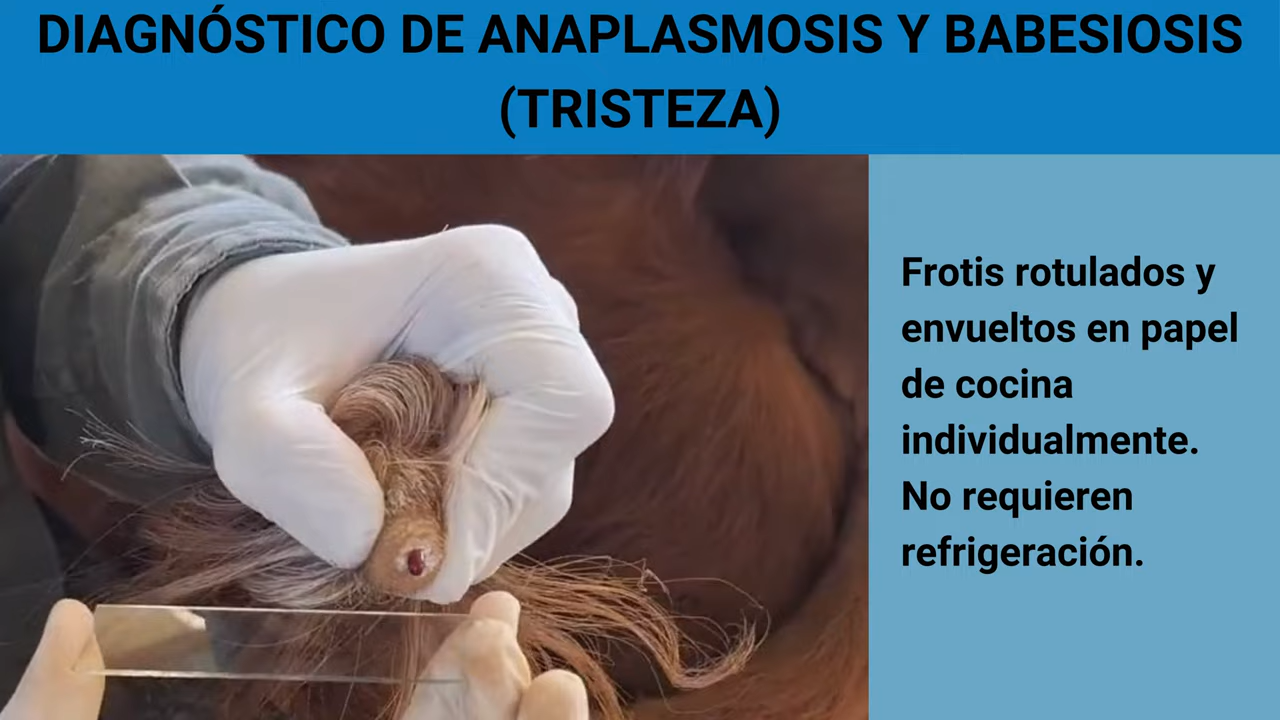 DIAGNÓSTICO DE ANAPLASMOSIS Y BABESIOSIS
(TRISTEZA)
Frotis rotulados y
envueltos en papel
de cocina
individualmente.
No requieren
refrigeración.